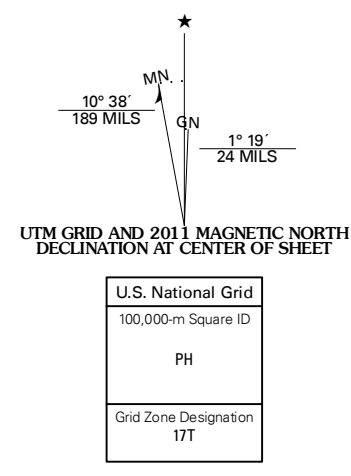 ★
MN
10° 38´
189 MILS
GN
1° 19´
24 MILS
UTM GRID AND 2011 MAGNETIC NORTH
DECLINATION AT CENTER OF SHEET
U.S. National Grid
100,000-m Square ID
PH
Grid Zone Designation
17T